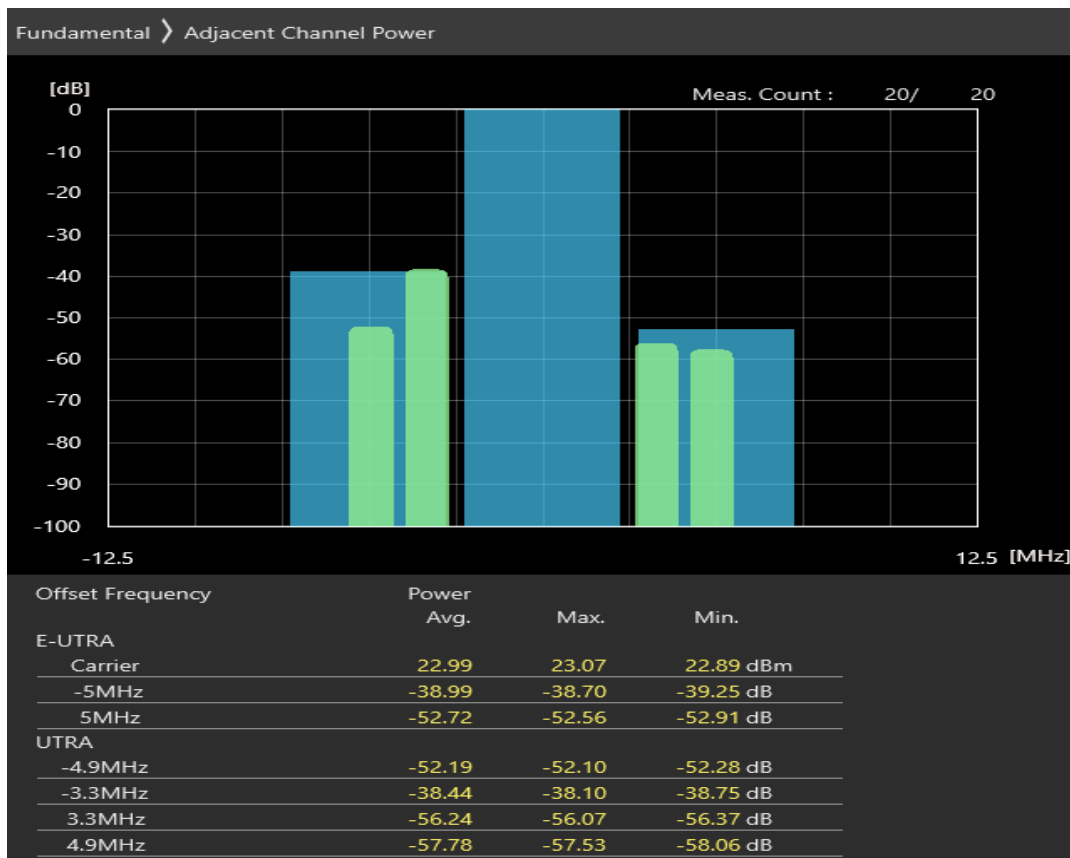 Fundamental ❯ Adjacent Channel Power
[dB]
Meas. Count : 20/ 20
0
-10
-20
-30
-40
-50
-60
-70
-80
-90
-100
-12.5 12.5 [MHz]
Offset Frequency Power
Avg. Max. Min.
E-UTRA
Carrier 22.99 23.07 22.89 dBm
-5MHz -38.99 -38.70 -39.25 dB
5MHz -52.72 -52.56 -52.91 dB
UTRA
-4.9MHz -52.19 -52.10 -52.28 dB
-3.3MHz -38.44 -38.10 -38.75 dB
3.3MHz -56.24 -56.07 -56.37 dB
4.9MHz -57.78 -57.53 -58.06 dB